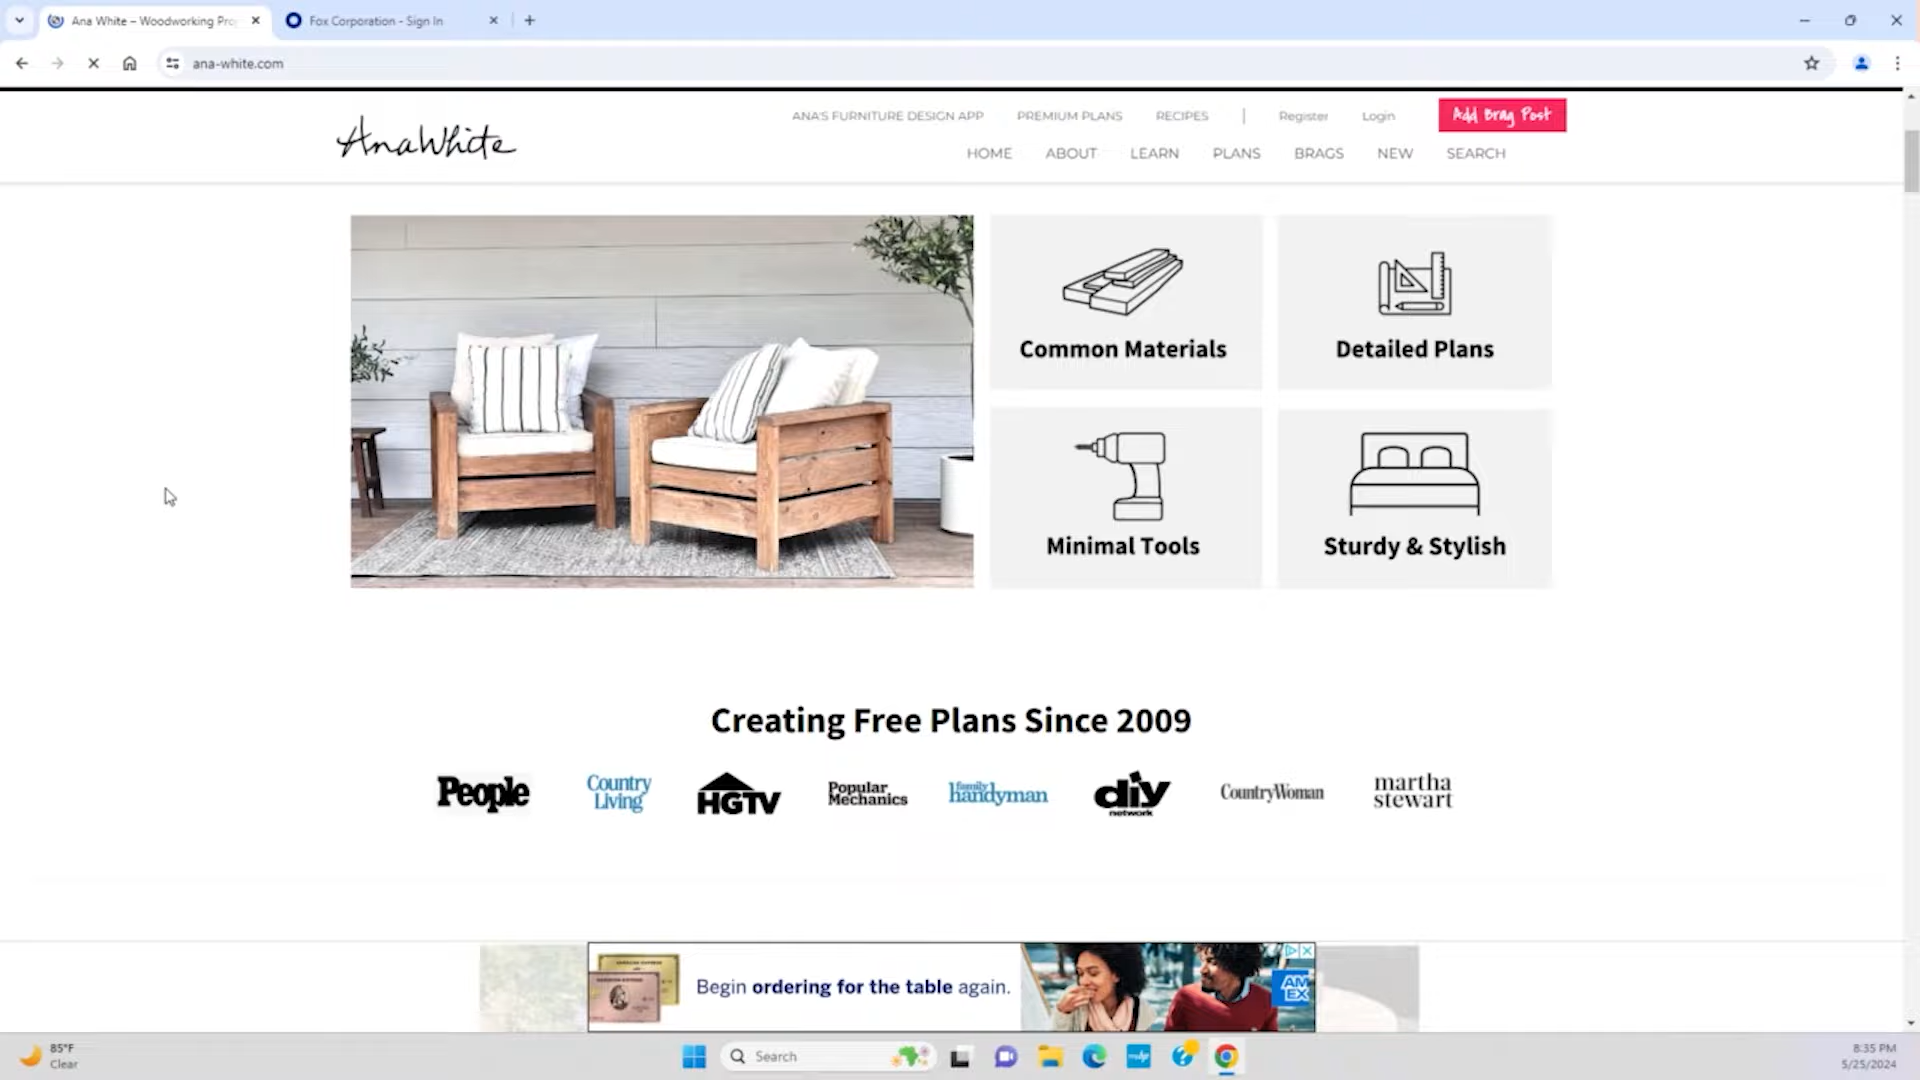 Ana White – Woodworking Pro
Fox Corporation - Sign In
ana-white.com
AnaWhite
ANA'S FURNITURE DESIGN APP
PREMIUM PLANS
RECIPES
Register
Login
Add Brag Post
HOME
ABOUT
LEARN
PLANS
BRAGS
NEW
SEARCH
Common Materials
Detailed Plans
Minimal Tools
Sturdy & Stylish
Creating Free Plans Since 2009
People
Country
Living
HGTV
Popular
Mechanics
family
handyman
diy
network
CountryWoman
martha
stewart
Begin ordering for the table again.
AM
EX
85°F
Clear
Search
8:35 PM
5/25/2024